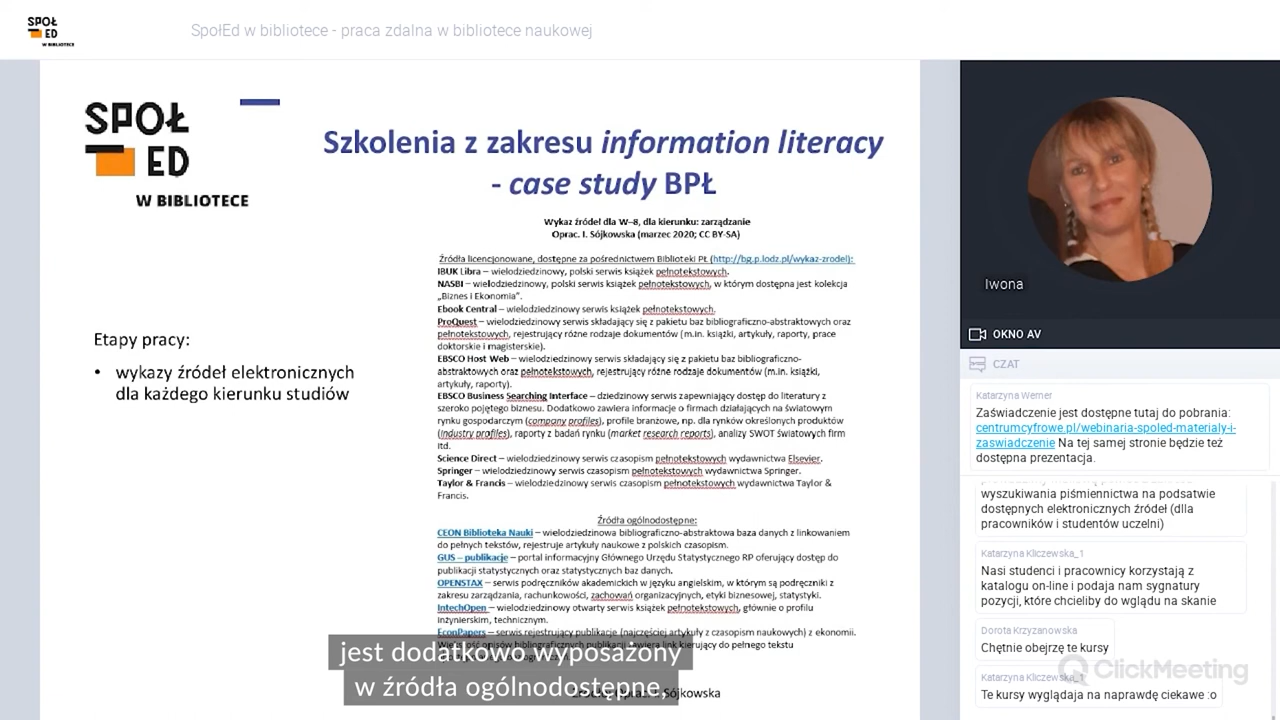 SPOŁ
ED
W BIBLIOTECE
SpołEd w bibliotece - praca zdalna w bibliotece naukowej
SPOŁ
ED
W BIBLIOTECE
Szkolenia z zakresu information literacy
- case study BPŁ
Etapy pracy:
• wykazy źródeł elektronicznych
dla każdego kierunku studiów
Wykaz źródeł dla W–8, dla kierunku: zarządzanie
Oprac. I. Sójkowska (marzec 2020; CC BY-SA)
Źródła licencjonowane, dostępne za pośrednictwem Biblioteki PŁ (http://bg.p.lodz.pl/wykaz-zrodel):
IBUK Libra – wielodziedzinowy, polski serwis książek pełnotekstowych.
NASBI – wielodziedzinowy, polski serwis książek pełnotekstowych, w którym dostępna jest kolekcja
„Biznes i Ekonomia".
Ebook Central – wielodziedzinowy serwis książek pełnotekstowych.
ProQuest – wielodziedzinowy serwis składający się z pakietu baz bibliograficzno-abstraktowych oraz
pełnotekstowych, rejestrujący różne rodzaje dokumentów (m.in. książki, artykuły, raporty, prace
doktorskie i magisterskie).
EBSCO Host Web – wielodziedzinowy serwis składający się z pakietu baz bibliograficzno-
abstraktowych oraz pełnotekstowych, rejestrujący różne rodzaje dokumentów (m.in. książki,
artykuły, raporty).
EBSCO Business Searching Interface – dziedzinowy serwis zapewniający dostęp do literatury z
szeroko pojętego biznesu. Dodatkowo zawiera informacje o firmach działających na światowym
rynku gospodarczym (company profiles), profile branżowe, np. dla rynków określonych produktów
(industry profiles), raporty z badań rynku (market research reports), analizy SWOT światowych firm
itd.
Science Direct – wielodziedzinowy serwis czasopism pełnotekstowych wydawnictwa Elsevier.
Springer – wielodziedzinowy serwis czasopism pełnotekstowych wydawnictwa Springer.
Taylor & Francis – wielodziedzinowy serwis czasopism pełnotekstowych wydawnictwa Taylor &
Francis.
Źródła ogólnodostępne:
CEON Biblioteka Nauki – wielodziedzinowa bibliograficzno-abstraktowa baza danych z linkowaniem
do pełnych tekstów, rejestruje artykuły naukowe z polskich czasopism.
GUS – publikacje – portal informacyjny Głównego Urzędu Statystycznego RP oferujący dostęp do
publikacji statystycznych oraz statystycznych baz danych.
OPENSTAX – serwis podręczników akademickich w języku angielskim, w którym są podręczniki z
zakresu zarządzania, rachunkowości, zachowań organizacyjnych, etyki biznesowej, statystyki.
IntechOpen – wielodziedzinowy otwarty serwis książek pełnotekstowych, głównie o profilu
inżynierskim, technicznym.
EconPapers – serwis rejestrujący publikacje (najczęściej artykuły z czasopism naukowych) z ekonomii.
opisów bibliograficznych publikacji zawiera link kierujący do pełnego tekstu
Sójkowska
jest dodatkowo wyposażony
w źródła ogólnodostępne,
Iwona
OKNO AV
CZAT
Katarzyna Werner
Zaświadczenie jest dostępne tutaj do pobrania:
centrumcyfrowe.pl/webinaria-spoled-materialy-i-
zaswiadczenie Na tej samej stronie będzie też
dostępna prezentacja.
wyszukiwania piśmiennictwa na podsatwie
dostępnych elektronicznych źródeł (dlla
pracowników i studentów uczelni)
Katarzyna Kliczewska_1
Nasi studenci i pracownicy korzystają z
katalogu on-line i podaja nam sygnatury
pozycji, które chcieliby do wglądu na skanie
Dorota Krzyzanowska
Chętnie obejrzę te kursy
Katarzyna Kliczewska_1
Te kursy wyglądaja na naprawdę ciekawe :o
ClickMeeting